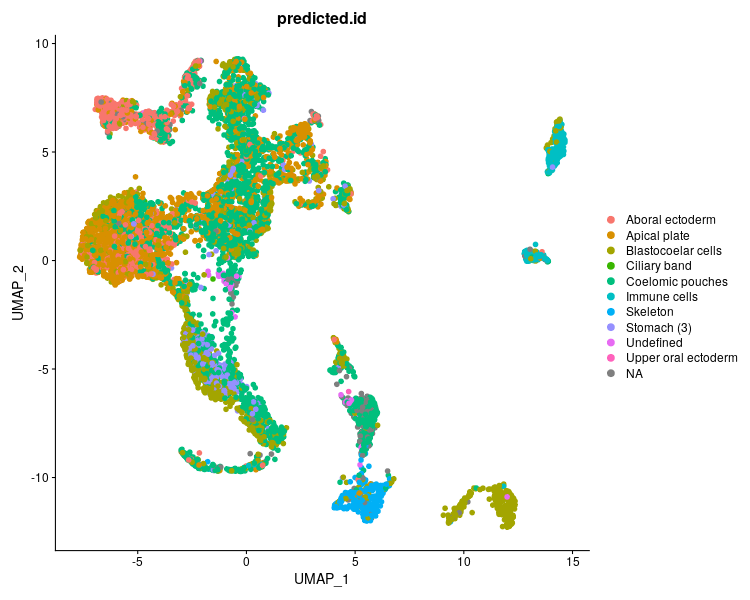 predicted.id
10
5
0
-5
-10
UMAP_2
-5
0
5
10
15
UMAP_1
Aboral ectoderm
Apical plate
Blastocoelar cells
Ciliary band
Coelomic pouches
Immune cells
Skeleton
Stomach (3)
Undefined
Upper oral ectoderm
NA